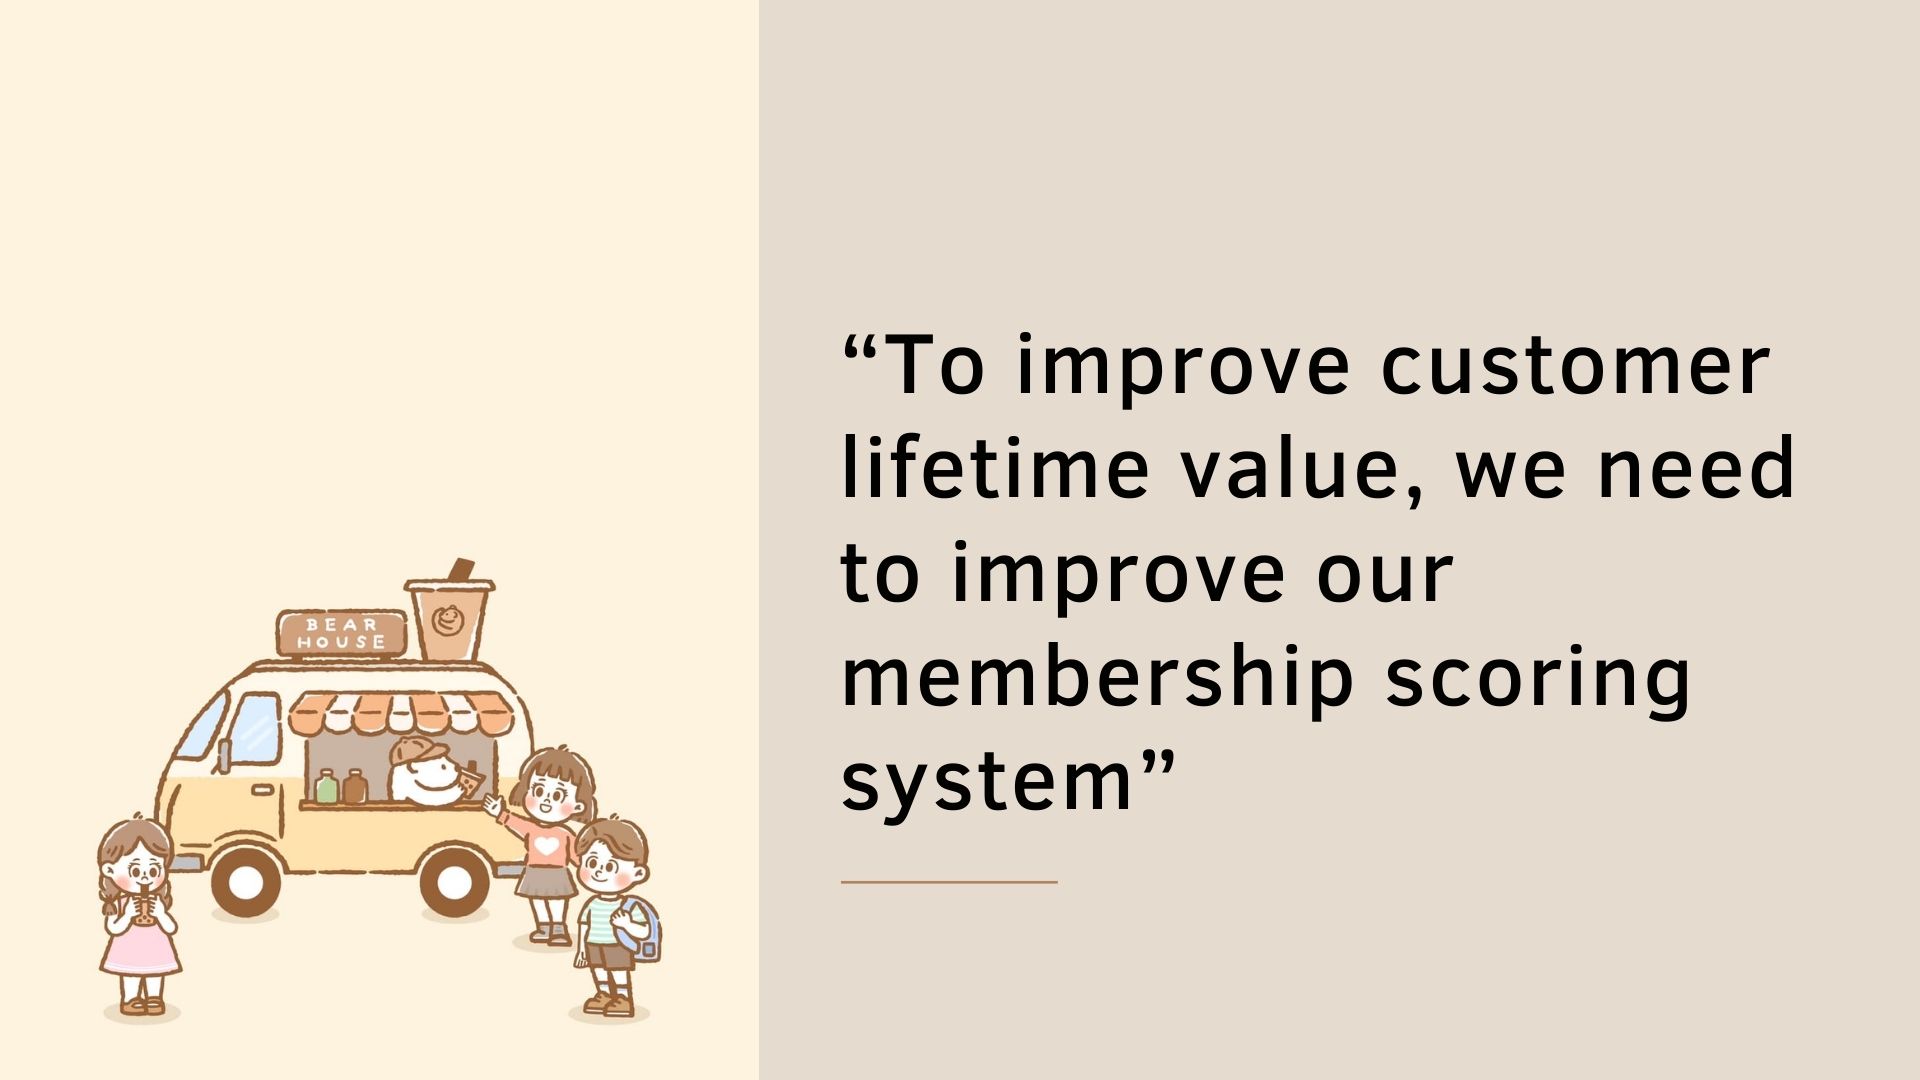 BEAR
HOUSE
“To improve customer
lifetime value, we need
to improve our
membership scoring
system”